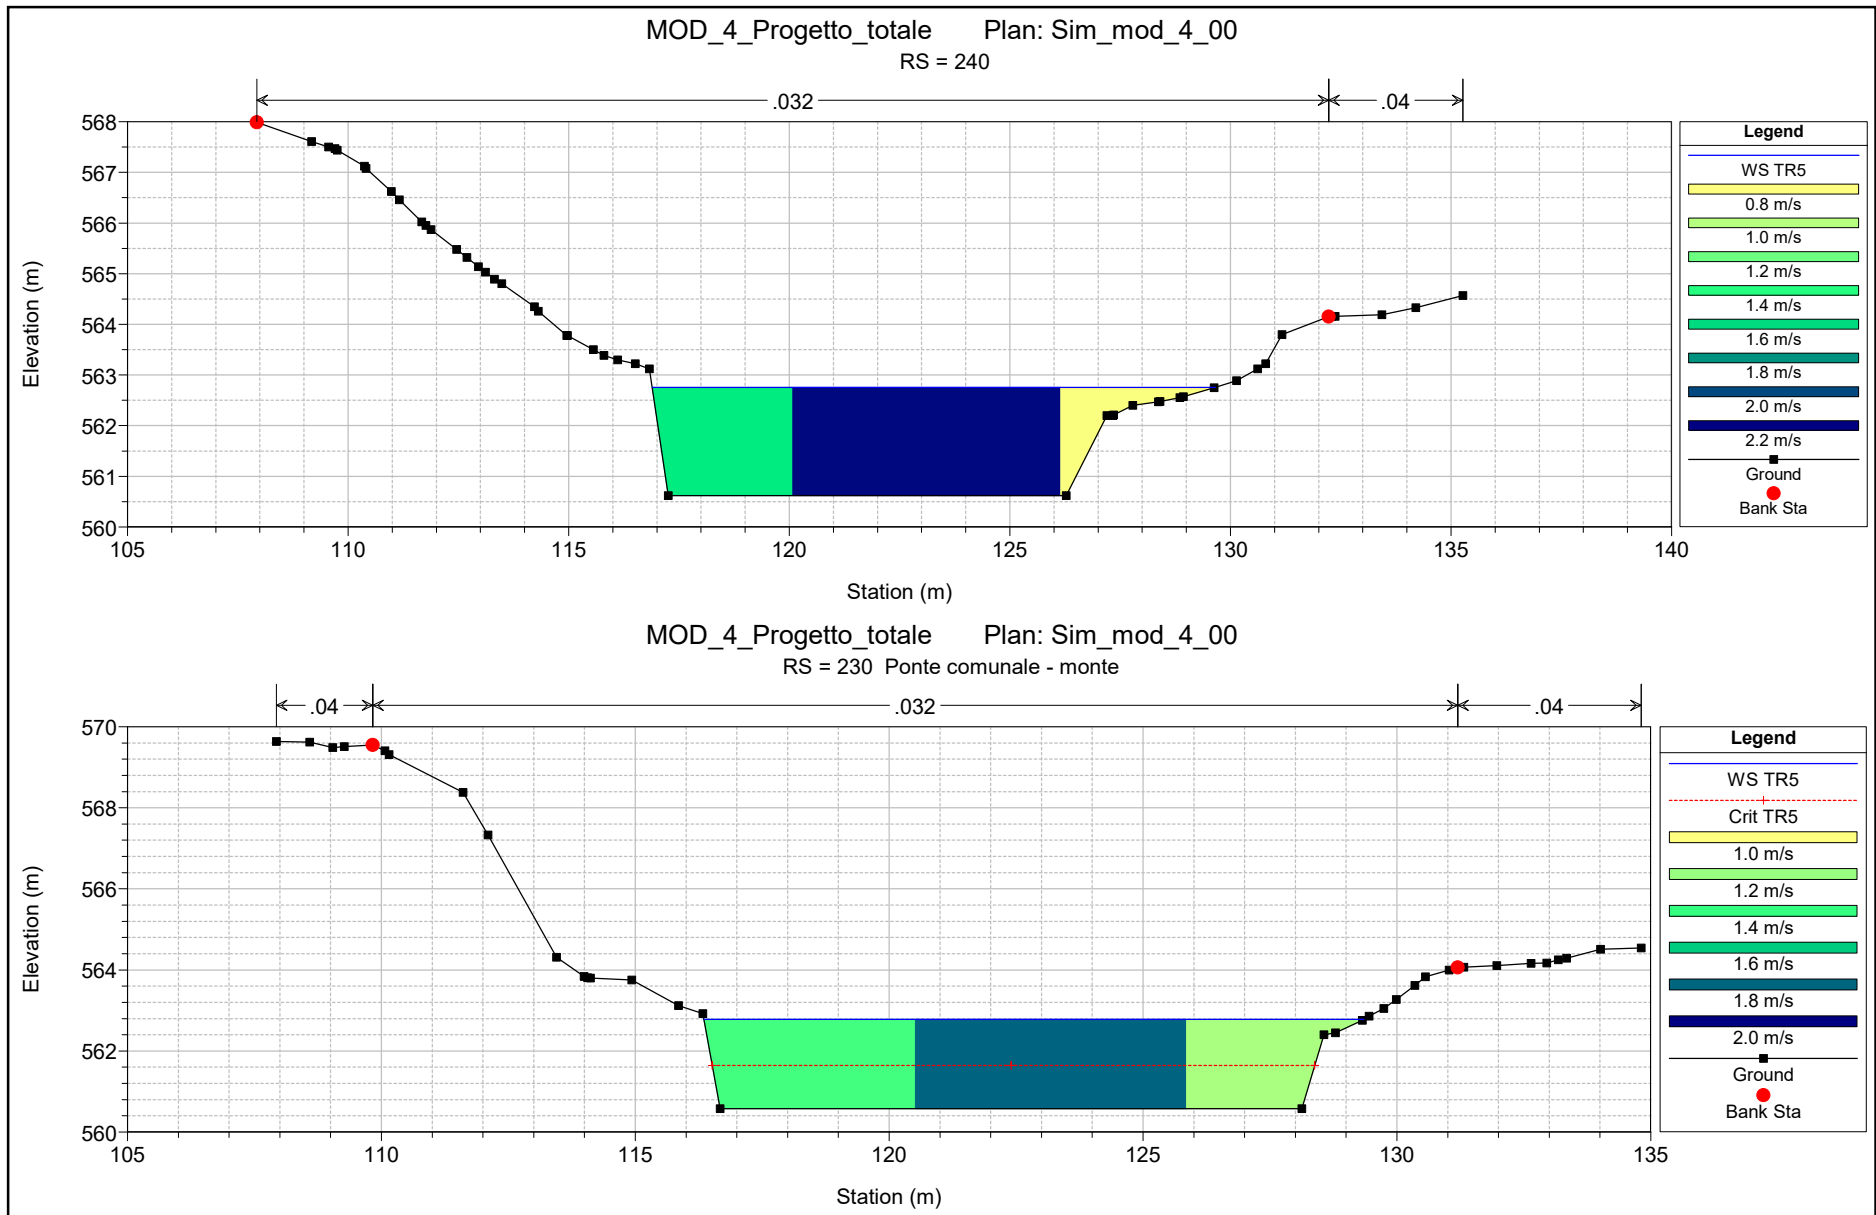 MOD_4_Progetto_totale Plan: Sim_mod_4_00
RS = 240
.032 .04
568
567
566
565
564
563
562
561
560
Elevation (m)
105 110 115 120 125 130 135 140
Station (m)
Legend
WS TR5
0.8 m/s
1.0 m/s
1.2 m/s
1.4 m/s
1.6 m/s
1.8 m/s
2.0 m/s
2.2 m/s
Ground
Bank Sta
MOD_4_Progetto_totale Plan: Sim_mod_4_00
RS = 230 Ponte comunale - monte
.04 .032 .04
570
568
566
564
562
560
Elevation (m)
105 110 115 120 125 130 135
Station (m)
Legend
WS TR5
Crit TR5
1.0 m/s
1.2 m/s
1.4 m/s
1.6 m/s
1.8 m/s
2.0 m/s
Ground
Bank Sta